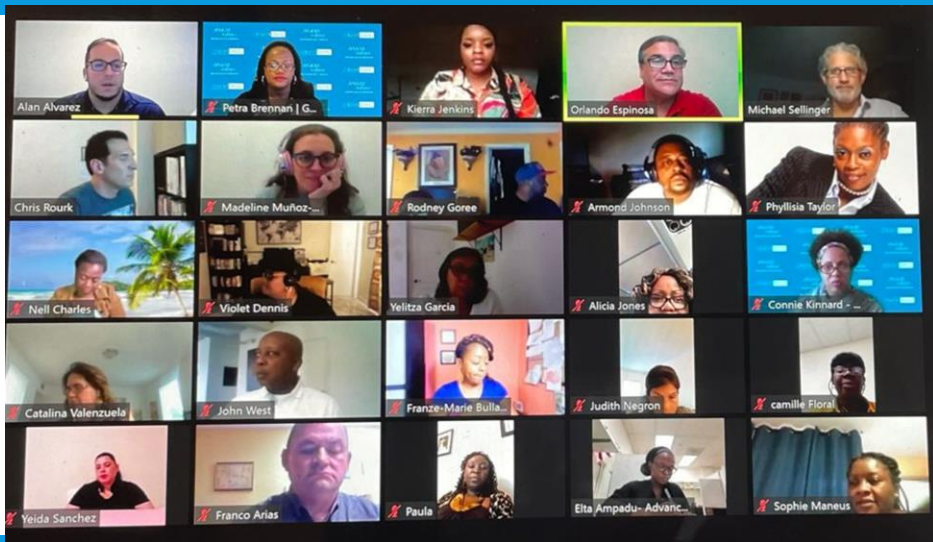 Alan Alvarez
Petra Brennan | G...
Kierra Jenkins
Orlando Espinosa
Michael Sellinger
Chris Rourk
Madeline Muñoz-...
Rodney Goree
Armond Johnson
Phyllisia Taylor
Nell Charles
Violet Dennis
Yelitza Garcia
Alicia Jones
Connie Kinnard - ...
Catalina Valenzuela
John West
Franze-Marie Bulla...
Judith Negron
camille Floral
Yeida Sanchez
Franco Arias
Paula
Elta Ampadu- Advanc...
Sophie Maneus